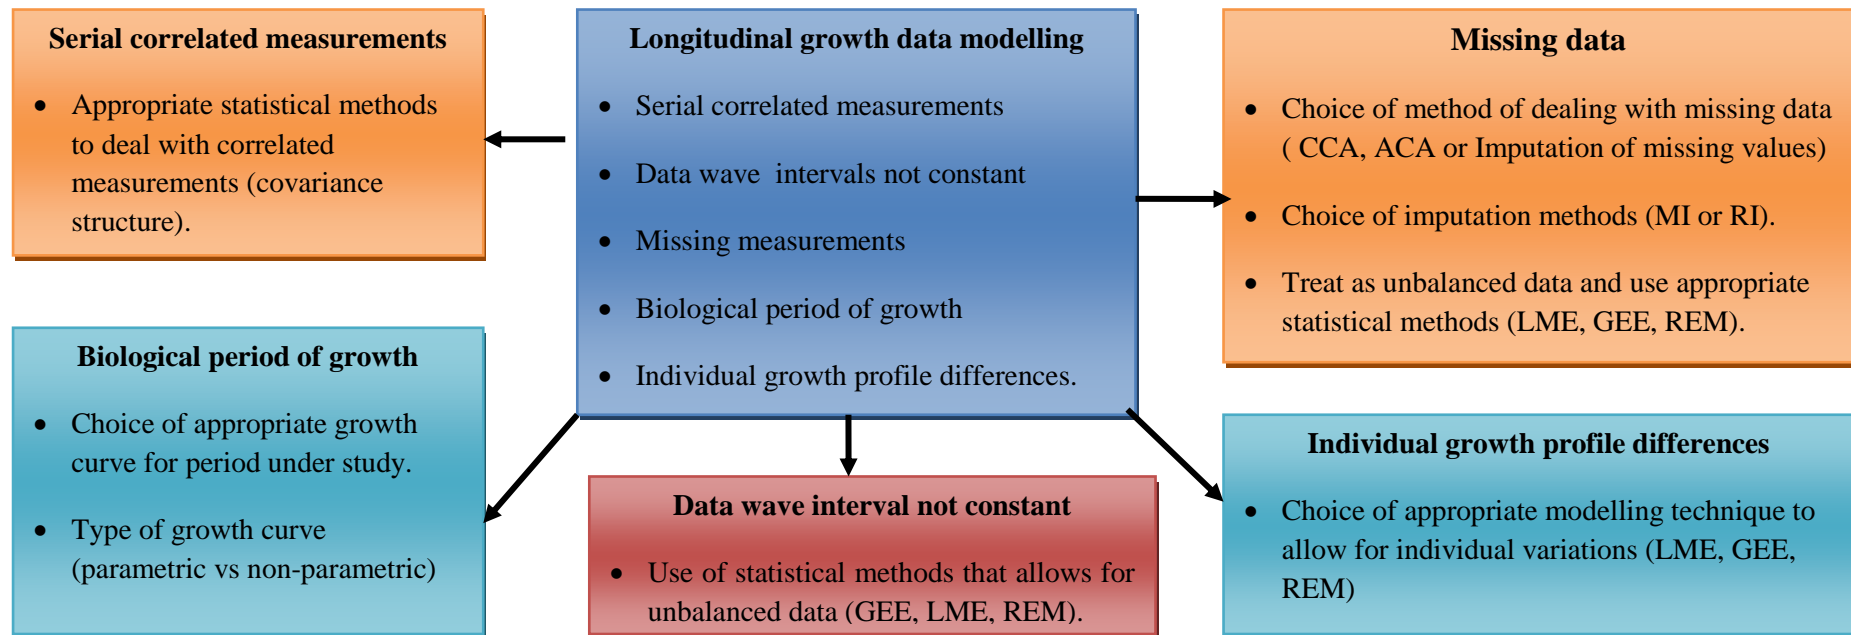 Serial correlated measurements
• Appropriate statistical methods
to deal with correlated
measurements (covariance
structure).
Longitudinal growth data modelling
• Serial correlated measurements
• Data wave  intervals not constant
• Missing measurements
• Biological period of growth
• Individual growth profile differences.
Missing data
• Choice of method of dealing with missing data
( CCA, ACA or Imputation of missing values)
• Choice of imputation methods (MI or RI).
• Treat as unbalanced data and use appropriate
statistical methods (LME, GEE, REM).
Biological period of growth
• Choice of appropriate growth
curve for period under study.
• Type of growth curve
(parametric vs non-parametric)
Data wave interval not constant
• Use of statistical methods that allows for
unbalanced data (GEE, LME, REM).
Individual growth profile differences
• Choice of appropriate modelling technique to
allow for individual variations (LME, GEE,
REM)